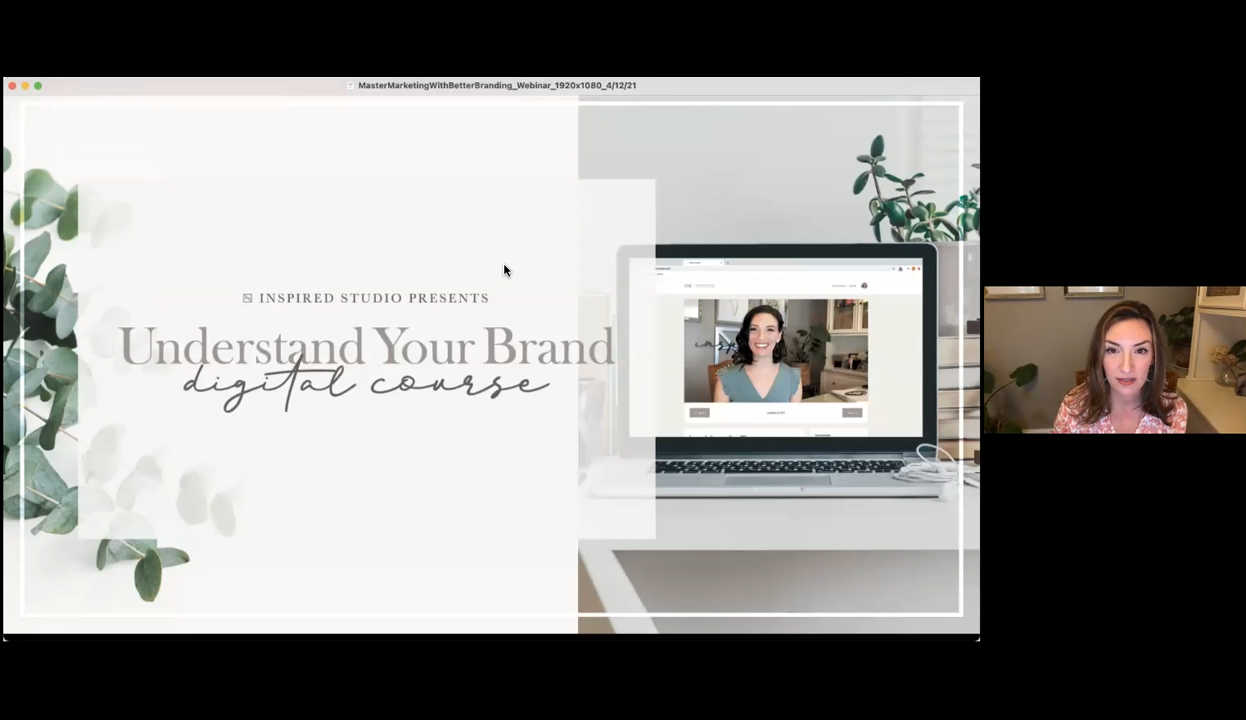 MasterMarketingWithBetterBranding_Webinar_1920x1080_4/12/21
INSPIRED STUDIO PRESENTS
Understand Your Brand
digital course